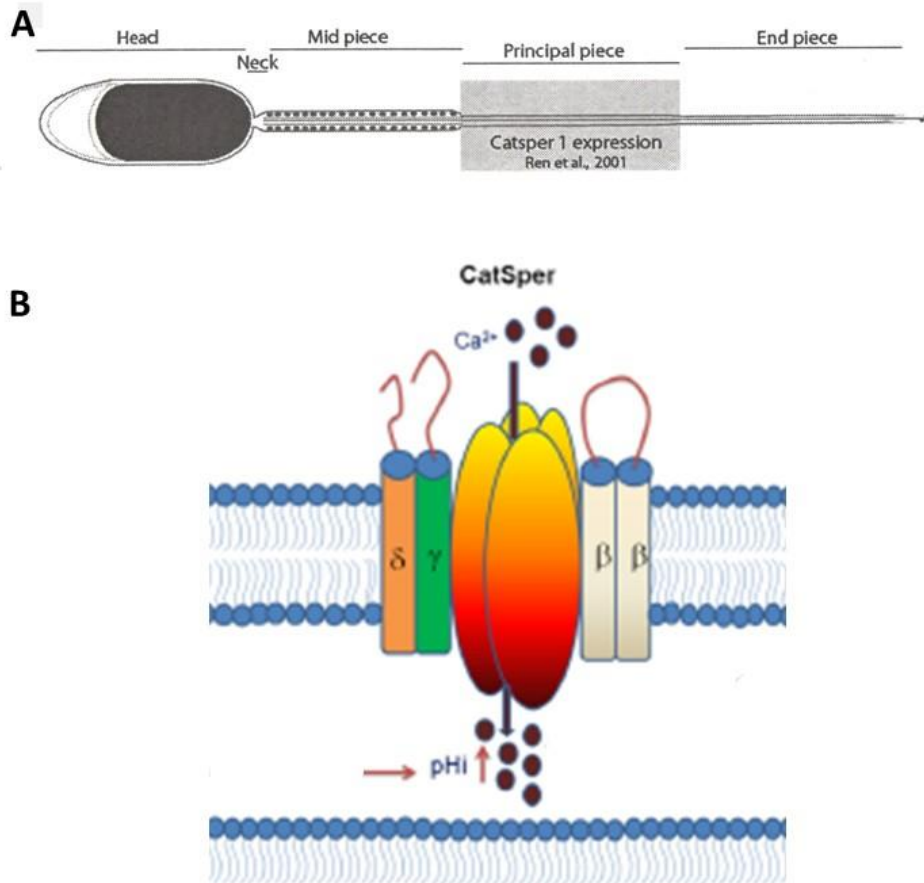 A
Head
Mid piece
Principal piece
End piece
Neck
Catsper 1 expression
Ren et al., 2001
B
CatSper
Ca²⁺
δ γ β β
pHi ↑